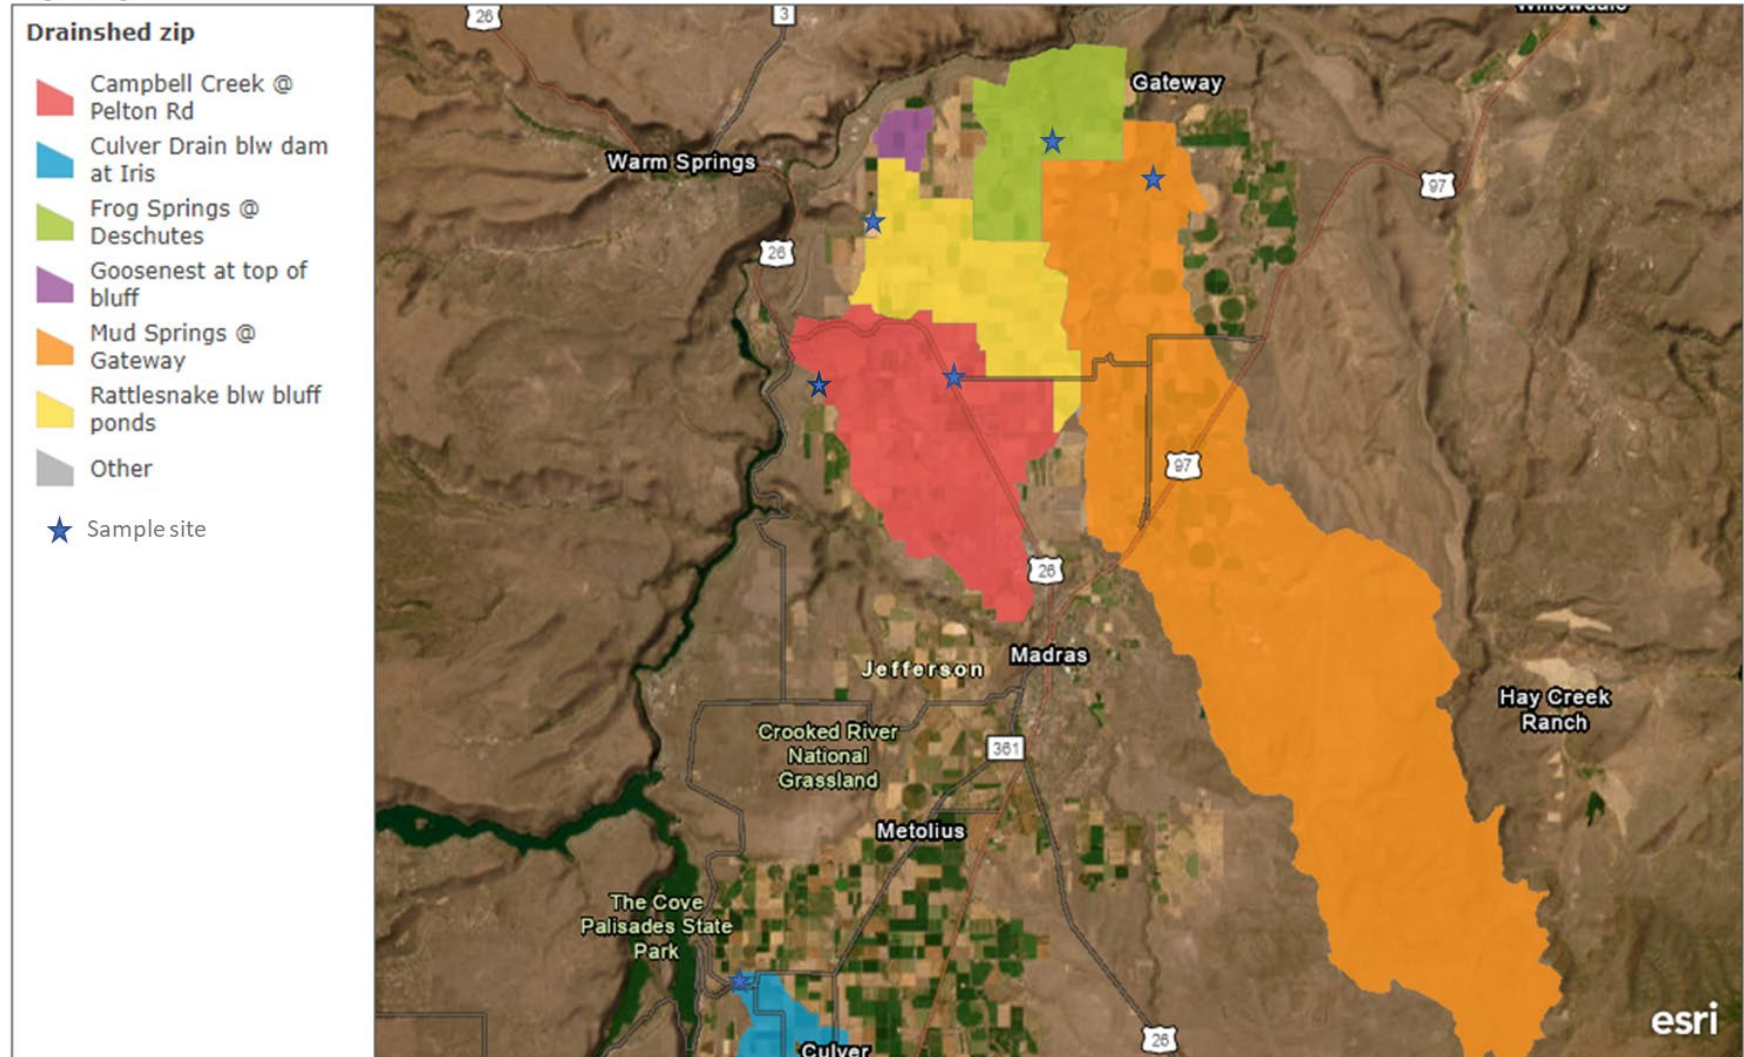 Drainshed zip
Campbell Creek @
Pelton Rd
Culver Drain blw dam
at Iris
Frog Springs @
Deschutes
Goosenest at top of
bluff
Mud Springs @
Gateway
Rattlesnake blw bluff
ponds
Other
Sample site
26
3
Willowdale
Gateway
Warm Springs
97
26
97
26
Madras
Jefferson
Hay Creek
Ranch
Crooked River
National
Grassland
361
Metolius
The Cove
Palisades State
Park
esri
26
Culver